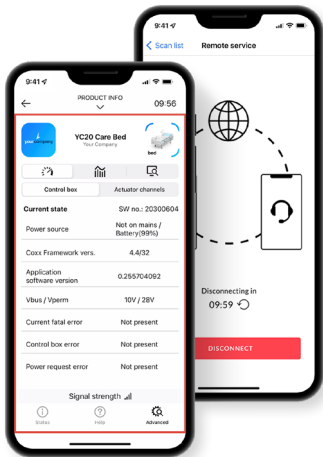 9:41
Scan list
Remote service
Disconnecting in
09:59
DISCONNECT
9:41
PRODUCT INFO
09:56
your company
YC20 Care Bed
Your Company
bed
Control box
Actuator channels
Current state
SW no.: 20300604
Power source
Not on mains /
Battery(99%)
Coxx Framework vers.
4.4/32
Application
software version
0.255704092
Vbus / Vperm
10V / 28V
Current fatal error
Not present
Control box error
Not present
Power request error
Not present
Signal strength
Status
Help
Advanced